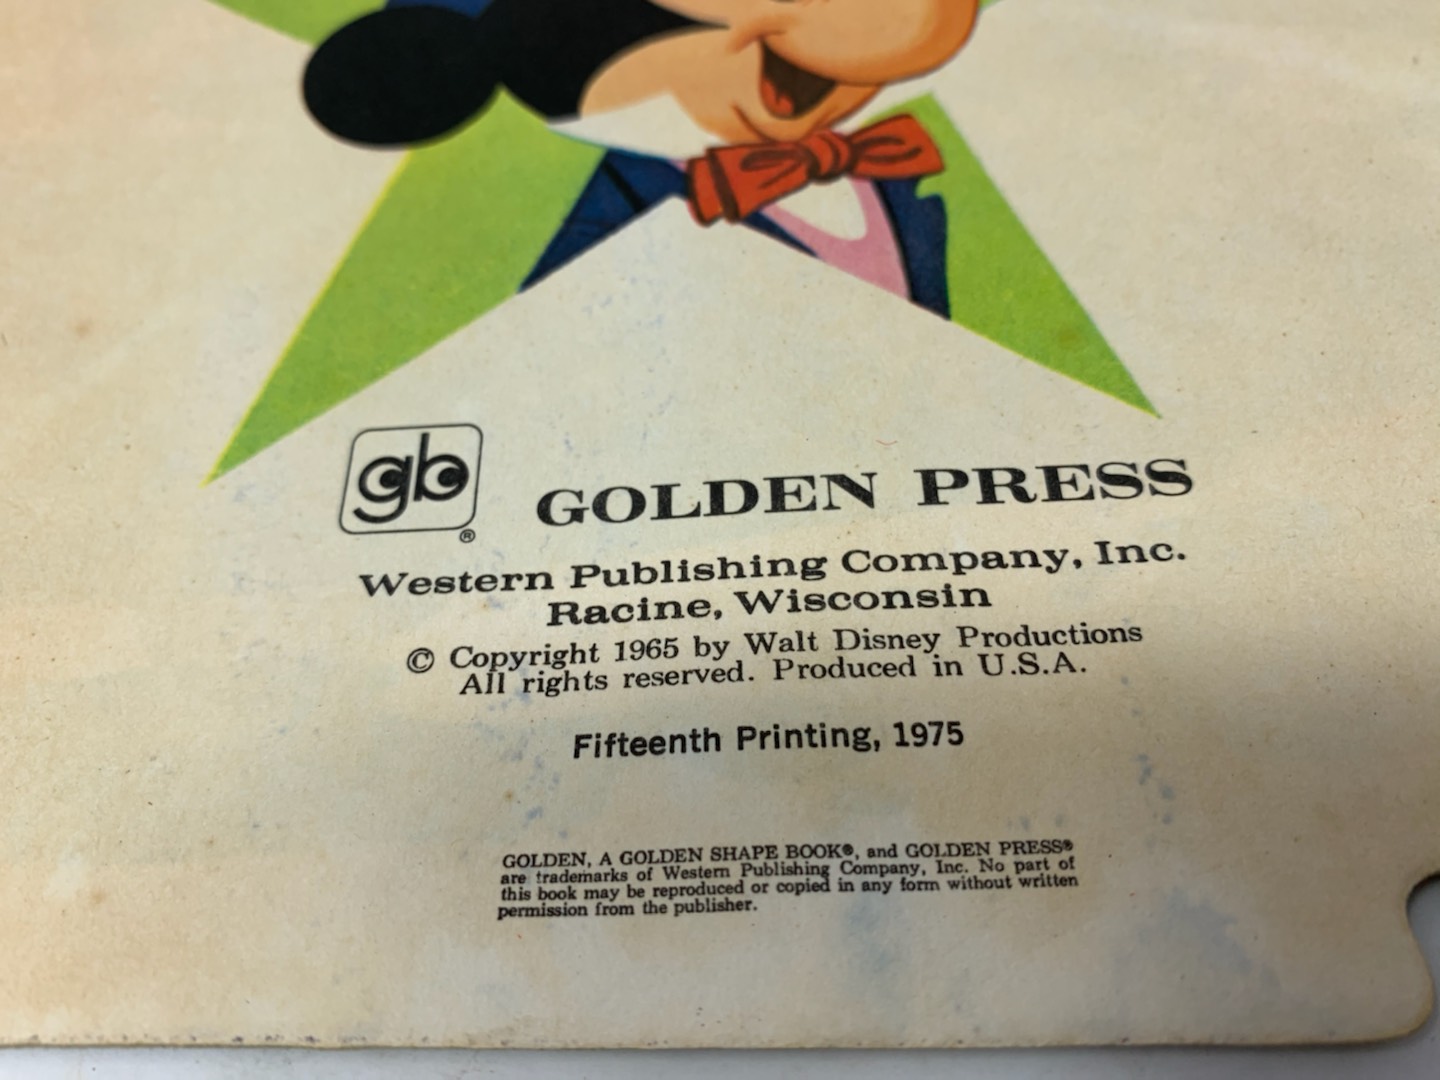 gb®
GOLDEN PRESS
Western Publishing Company, Inc.
Racine, Wisconsin
© Copyright 1965 by Walt Disney Productions
All rights reserved. Produced in U.S.A.
Fifteenth Printing, 1975
GOLDEN, A GOLDEN SHAPE BOOK®, and GOLDEN PRESS®
are trademarks of Western Publishing Company, Inc. No part of
this book may be reproduced or copied in any form without written
permission from the publisher.